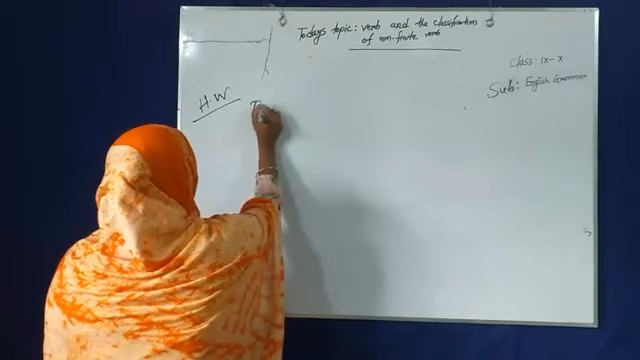 Todays topic: verb and the classification
of non-finite verb
Class: IX-X
Sub: English Grammar
H.W